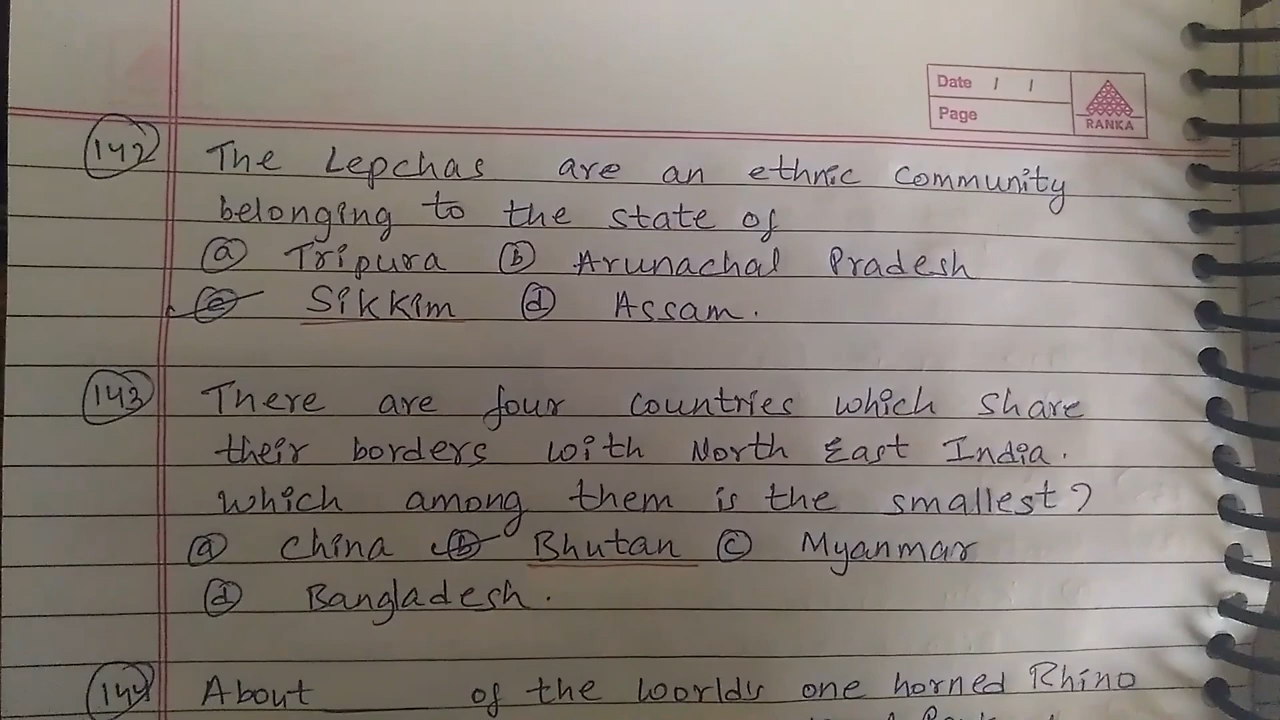 Date / /
Page
RANKA
142 The Lepchas are an ethnic community
belonging to the state of
a Tripura b Arunachal Pradesh
c Sikkim d Assam.
143 There are four countries which share
their borders with North East India.
which among them is the smallest?
a China b Bhutan c Myanmar
d Bangladesh.
144 About ______ of the worlds one horned Rhino